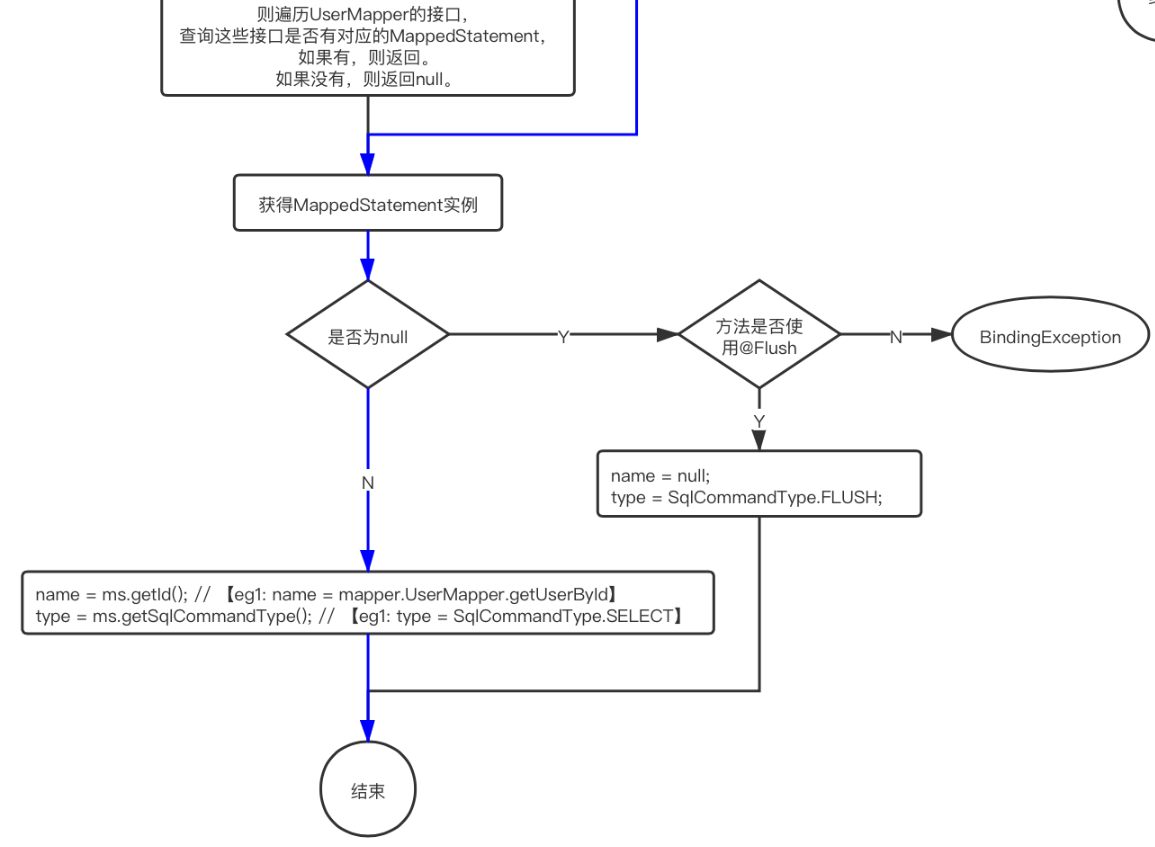 则遍历UserMapper的接口，
查询这些接口是否有对应的MappedStatement，
如果有，则返回。
如果没有，则返回null。
获得MappedStatement实例
是否为null
Y
方法是否使
用@Flush
N
BindingException
Y
name = null;
type = SqlCommandType.FLUSH;
N
name = ms.getId(); // 【eg1: name = mapper.UserMapper.getUserById】
type = ms.getSqlCommandType(); // 【eg1: type = SqlCommandType.SELECT】
结束